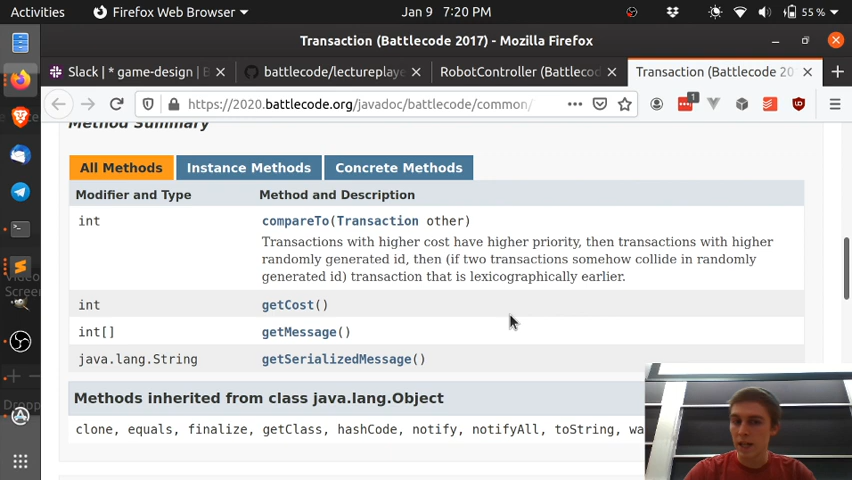 Activities
Firefox Web Browser
Jan 9 7:20 PM
55 %
Transaction (Battlecode 2017) - Mozilla Firefox
Slack | * game-design | B
battlecode/lectureplaye
RobotController (Battlecod
Transaction (Battlecode 20
https://2020.battlecode.org/javadoc/battlecode/common/
1
Method Summary
All Methods
Instance Methods
Concrete Methods
Modifier and Type
Method and Description
int
compareTo(Transaction other)
Transactions with higher cost have higher priority, then transactions with higher
randomly generated id, then (if two transactions somehow collide in randomly
generated id) transaction that is lexicographically earlier.
int
getCost()
int[]
getMessage()
java.lang.String
getSerializedMessage()
Methods inherited from class java.lang.Object
clone, equals, finalize, getClass, hashCode, notify, notifyAll, toString, wa